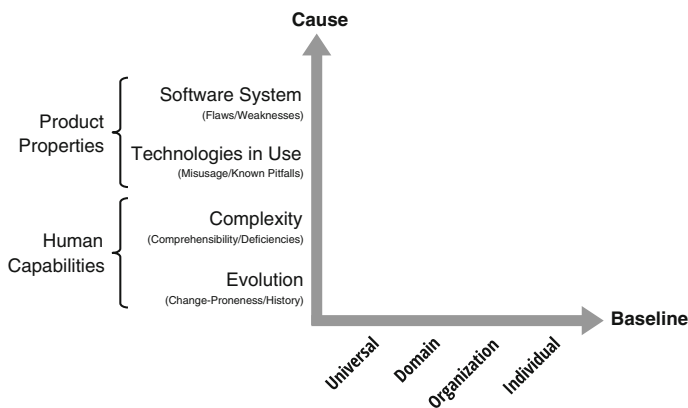 Cause
Product
Properties
Software System
(Flaws/Weaknesses)
Technologies in Use
(Misusage/Known Pitfalls)
Human
Capabilities
Complexity
(Comprehensibility/Deficiencies)
Evolution
(Change-Proneness/History)
Baseline
Universal
Domain
Organization
Individual